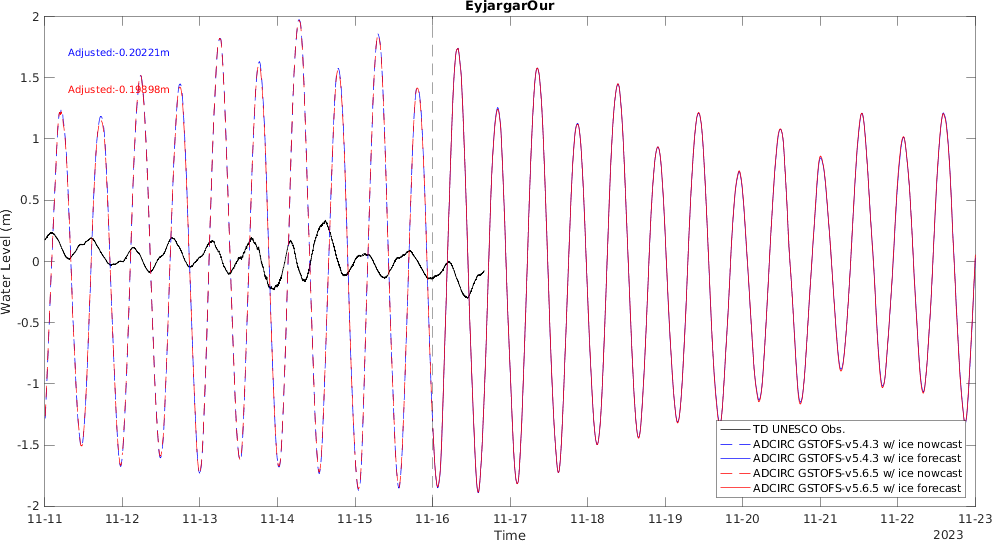 EyjargarOur
Adjusted:-0.20221m
Adjusted:-0.19898m
2
1.5
1
0.5
0
-0.5
-1
-1.5
-2
Water Level (m)
11-11 11-12 11-13 11-14 11-15 11-16 11-17 11-18 11-19 11-20 11-21 11-22 11-23
Time
2023
TD UNESCO Obs.
ADCIRC GSTOFS-v5.4.3 w/ ice nowcast
ADCIRC GSTOFS-v5.4.3 w/ ice forecast
ADCIRC GSTOFS-v5.6.5 w/ ice nowcast
ADCIRC GSTOFS-v5.6.5 w/ ice forecast